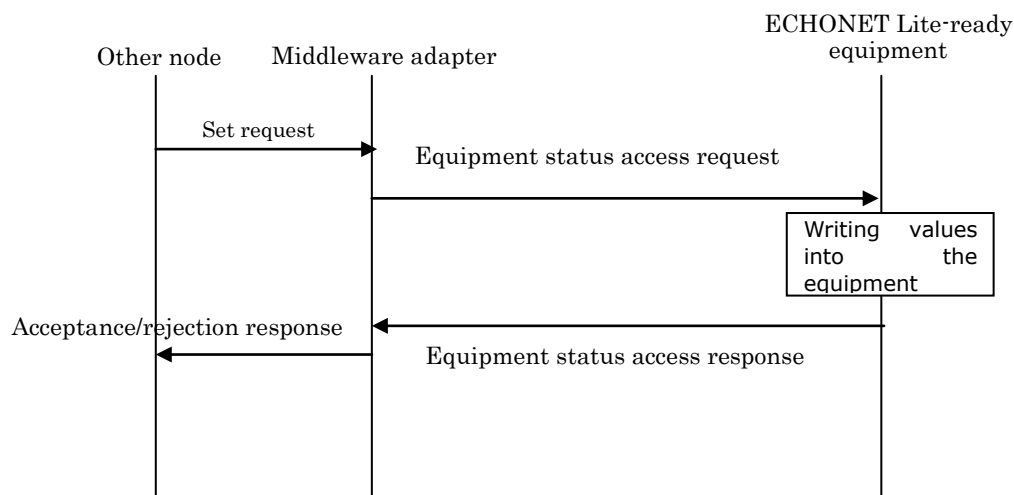 ECHONET Lite-ready
equipment
Other node
Middleware adapter
Set request
Equipment status access request
Writing values
into the
equipment
Acceptance/rejection response
Equipment status access response